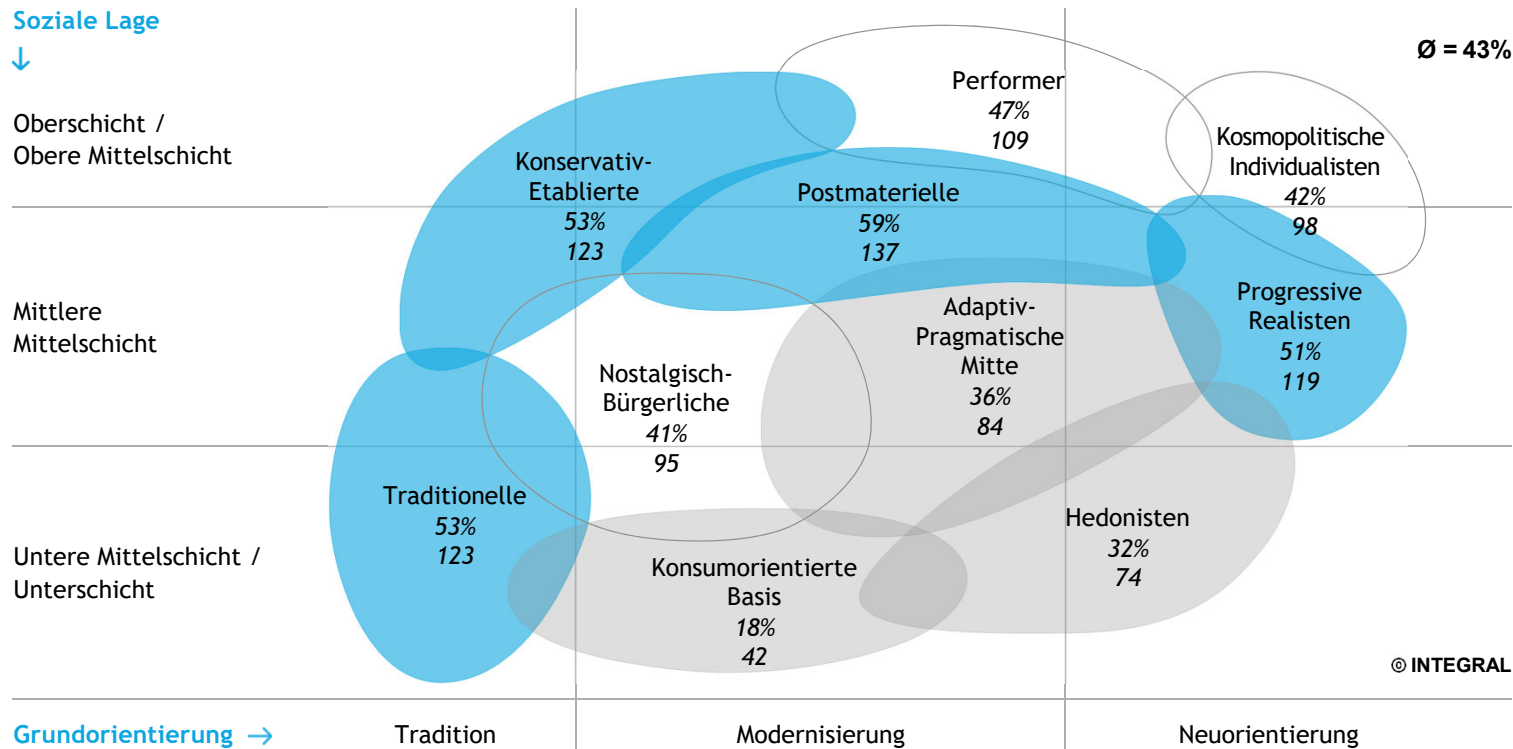 Soziale Lage
↓
Ø = 43%
Oberschicht /
Obere Mittelschicht
Performer
47%
109
Kosmopolitische
Individualisten
42%
98
Konservativ-
Etablierte
53%
123
Postmaterielle
59%
137
Mittlere
Mittelschicht
Adaptiv-
Pragmatische
Mitte
36%
84
Progressive
Realisten
51%
119
Nostalgisch-
Bürgerliche
41%
95
Untere Mittelschicht /
Unterschicht
Traditionelle
53%
123
Konsumorientierte
Basis
18%
42
Hedonisten
32%
74
© INTEGRAL
Grundorientierung →
Tradition
Modernisierung
Neuorientierung